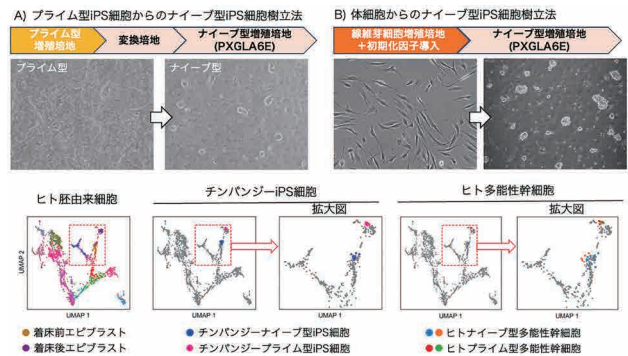 A) プライム型iPS細胞からのナイーブ型iPS細胞樹立法
プライム型
増殖培地
変換培地
ナイーブ型増殖培地
(PXGLA6E)
プライム型
ナイーブ型
B) 体細胞からのナイーブ型iPS細胞樹立法
線維芽細胞増殖培地
+初期化因子導入
ナイーブ型増殖培地
(PXGLA6E)
ヒト胚由来細胞
チンパンジーiPS細胞
拡大図
ヒト多能性幹細胞
拡大図
UMAP 2
UMAP 1
UMAP 1
UMAP 1
UMAP 1
UMAP 1
着床前エピブラスト
着床後エピブラスト
チンパンジーナイーブ型iPS細胞
チンパンジープライム型iPS細胞
ヒトナイーブ型多能性幹細胞
ヒトプライム型多能性幹細胞